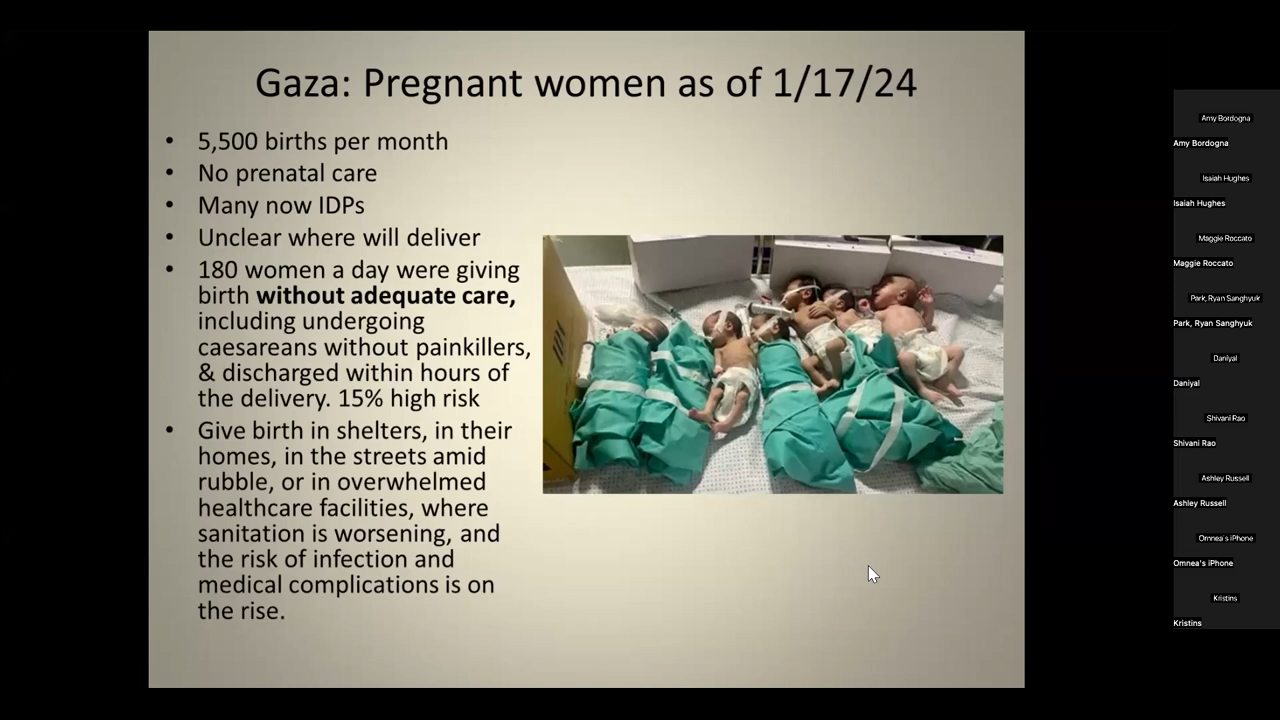 Gaza: Pregnant women as of 1/17/24
• 5,500 births per month
• No prenatal care
• Many now IDPs
• Unclear where will deliver
• 180 women a day were giving
birth without adequate care,
including undergoing
caesareans without painkillers,
& discharged within hours of
the delivery. 15% high risk
• Give birth in shelters, in their
homes, in the streets amid
rubble, or in overwhelmed
healthcare facilities, where
sanitation is worsening, and
the risk of infection and
medical complications is on
the rise.
Amy Bordogna
Amy Bordogna
Isaiah Hughes
Isaiah Hughes
Maggie Roccato
Maggie Roccato
Park, Ryan Sanghyuk
Park, Ryan Sanghyuk
Daniyal
Daniyal
Shivani Rao
Shivani Rao
Ashley Russell
Ashley Russell
Omnea's iPhone
Omnea's iPhone
Kristins
Kristins